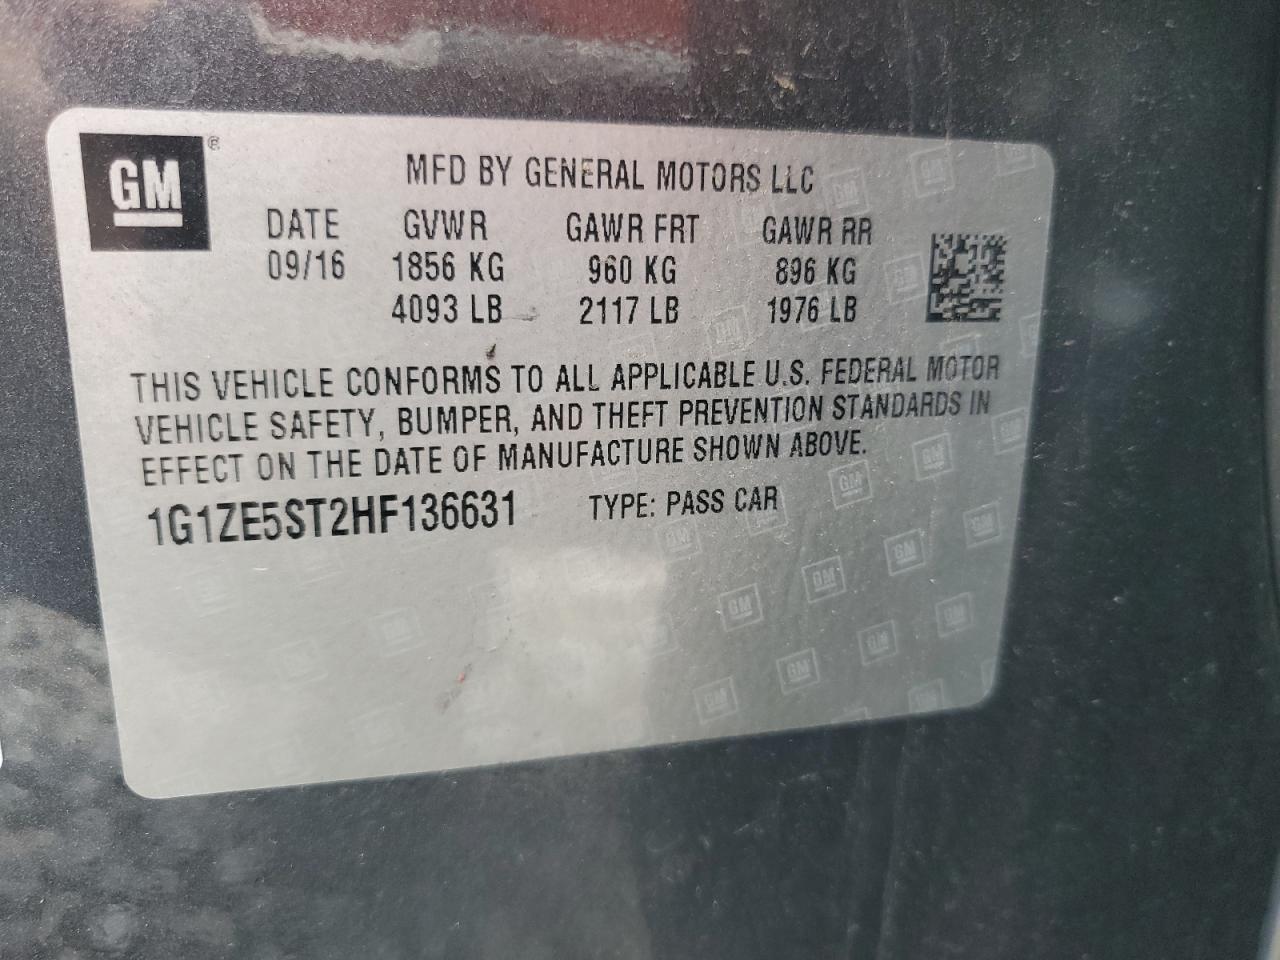 GM ®
MFD BY GENERAL MOTORS LLC
DATE GVWR GAWR FRT GAWR RR
09/16 1856 KG 960 KG 896 KG
4093 LB 2117 LB 1976 LB
THIS VEHICLE CONFORMS TO ALL APPLICABLE U.S. FEDERAL MOTOR
VEHICLE SAFETY, BUMPER, AND THEFT PREVENTION STANDARDS IN
EFFECT ON THE DATE OF MANUFACTURE SHOWN ABOVE.
1G1ZE5ST2HF136631 TYPE: PASS CAR